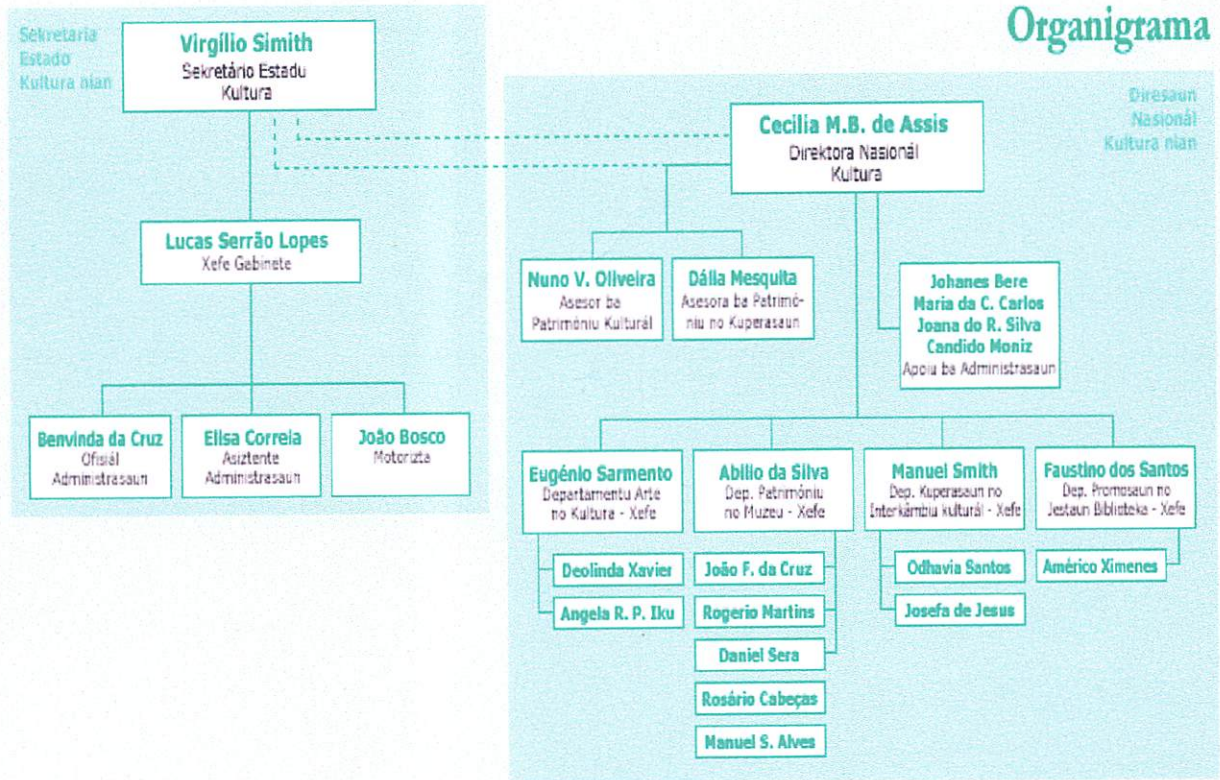 Organigrama
Sekretaria
Estado
Kultura nian
Virgílio Simith
Sekretário Estadu
Kultura
Lucas Serrão Lopes
Xefe Gabinete
Benvinda da Cruz
Ofisiál
Administrasaun
Elisa Correia
Asiztente
Administrasaun
João Bosco
Motorizta
Diresaun
Nasionál
Kultura nian
Cecilia M.B. de Assis
Direktora Nasionál
Kultura
Nuno V. Oliveira
Asesor ba
Patrimóniu Kulturál
Dália Mesquita
Asesora ba Patrimó-
niu no Kuperasaun
Johanes Bere
Maria da C. Carlos
Joana do R. Silva
Candido Moniz
Apoiu ba Administrasaun
Eugénio Sarmento
Departamentu Arte
no Kultura - Xefe
Deolinda Xavier
Angela R. P. Iku
Abilio da Silva
Dep. Patrimóniu
no Muzeu - Xefe
João F. da Cruz
Rogerio Martins
Daniel Sera
Rosário Cabeças
Manuel S. Alves
Manuel Smith
Dep. Kuperasaun no
Interkâmbu kulturál - Xefe
Odhavia Santos
Josefa de Jesus
Faustino dos Santos
Dep. Promosaun no
Jestaun Biblioteka - Xefe
Américo Ximenes